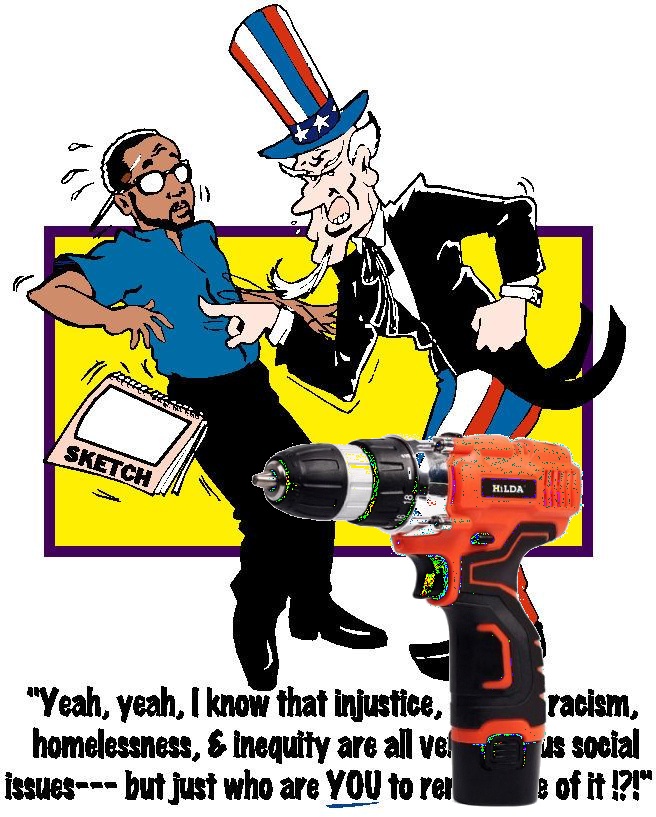 SKETCH
HiLDA
"Yeah, yeah, I know that injustice, racism,
homelessness, & inequity are all social
issues--- but just who are YOU to of it !?!"